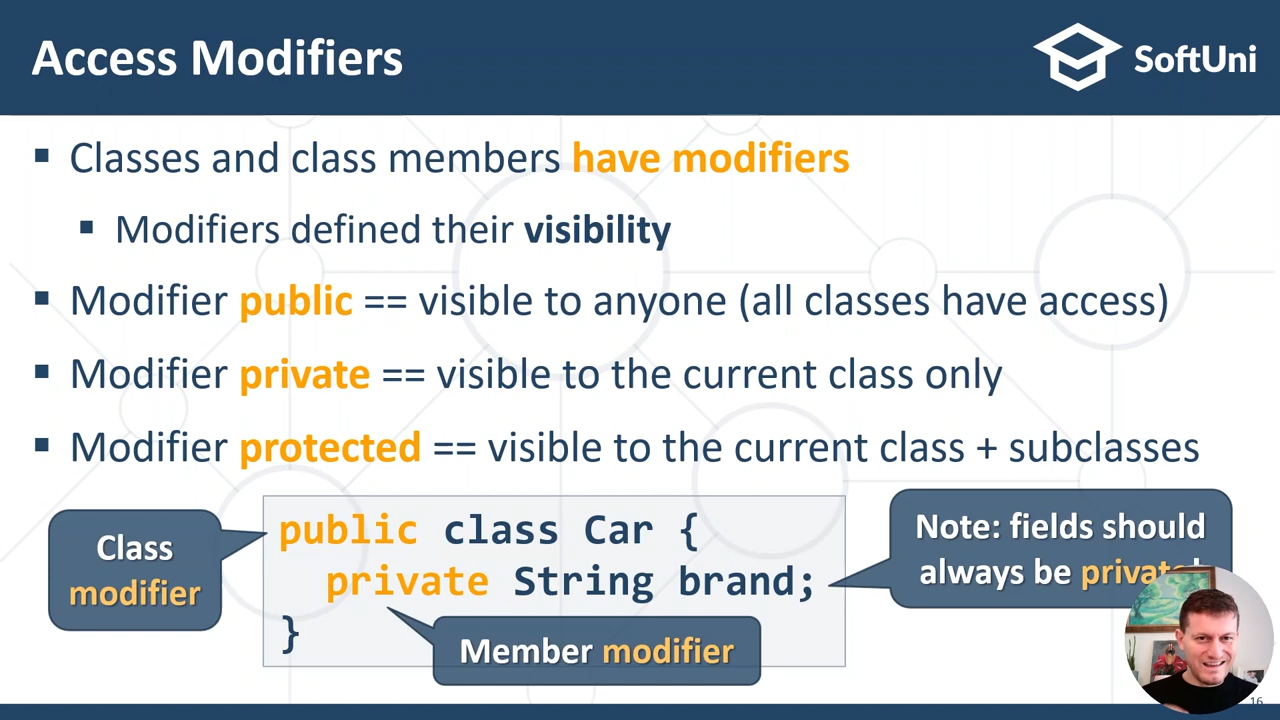 Access Modifiers
SoftUni
▪ Classes and class members have modifiers
▪ Modifiers defined their visibility
▪ Modifier public == visible to anyone (all classes have access)
▪ Modifier private == visible to the current class only
▪ Modifier protected == visible to the current class + subclasses
Class
modifier
public class Car {
private String brand;
}
Member modifier
Note: fields should
always be private!
16